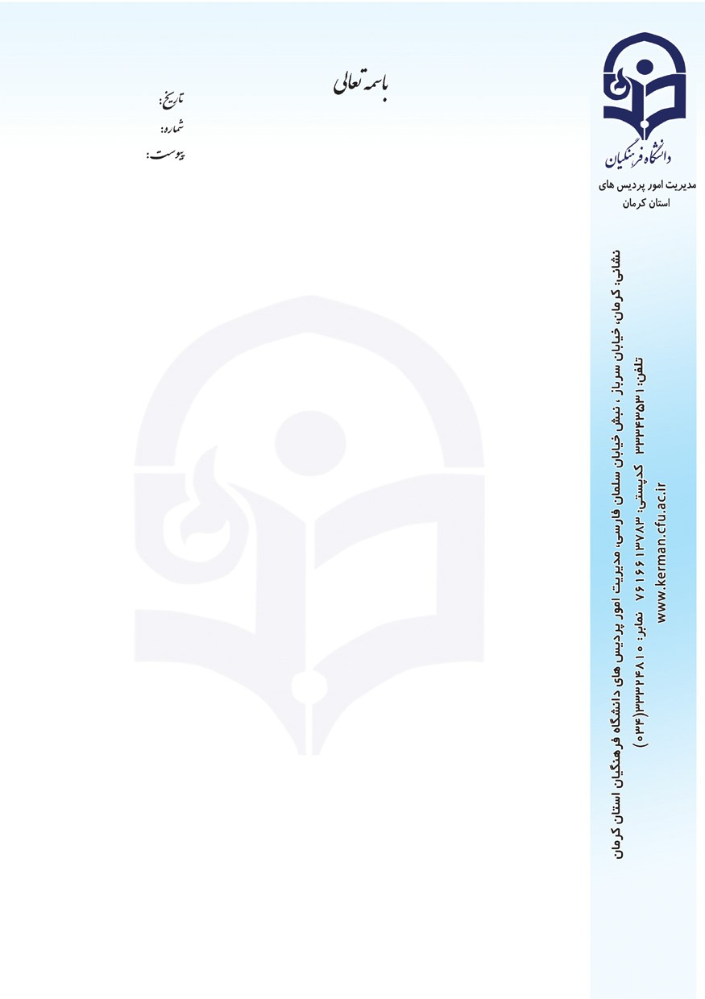 باسمه تعالی
تاریخ:
شماره:
پیوست:
دانشگاه فرهنگیان
مدیریت امور پردیس های
استان کرمان
نشانی: کرمان، خیابان سرباز ، نبش خیابان سلمان فارسی، مدیریت امور پردیس های دانشگاه فرهنگیان استان کرمان
تلفن: ۳۳۳۴۳۵۳۱ کدپستی: ۷۶۱۶۶۱۳۷۸۳ نمابر: ۳۳۳۲۴۸۱۰(۰۳۴)
www.kerman.cfu.ac.ir